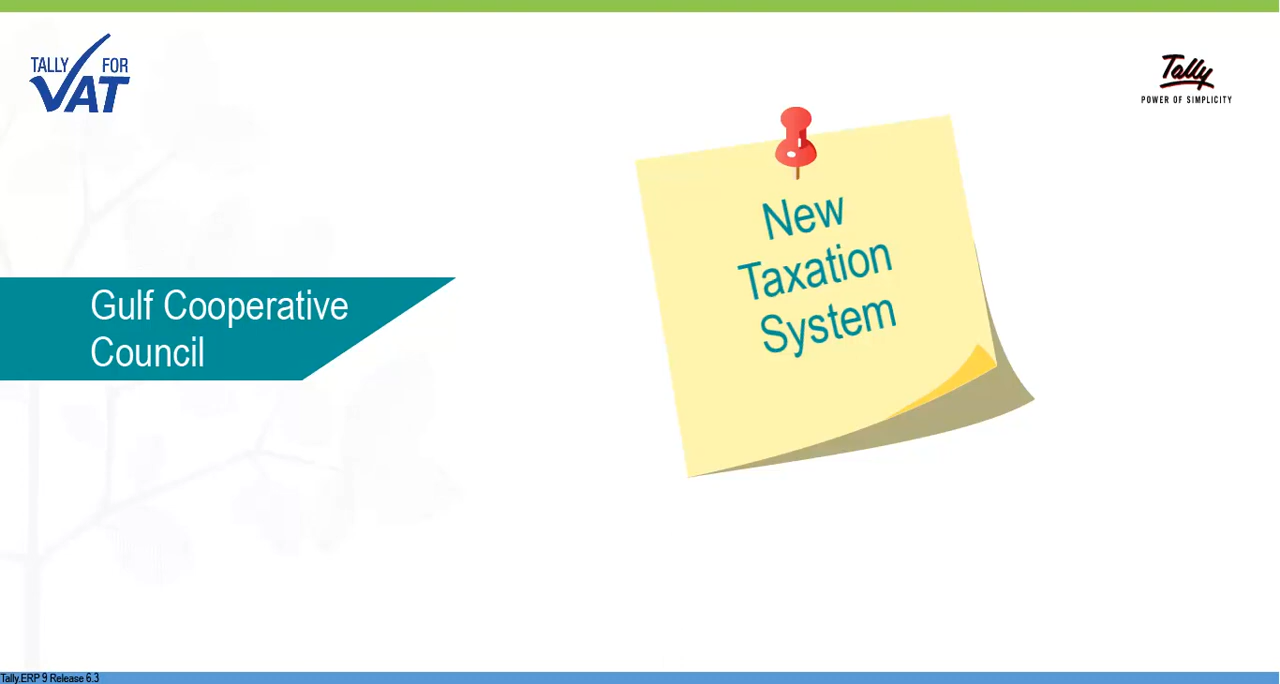 TALLY FOR
VAT
Tally
POWER OF SIMPLICITY
New
Taxation
System
Gulf Cooperative
Council
Tally.ERP 9 Release 6.3